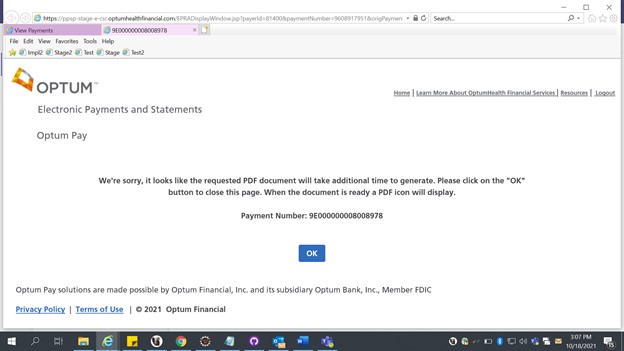 https://ppsp-stage-e-csr.optumhealthfinancial.com/EPRADisplayWindow.jsp?payerId=81400&paymentNumber=9608917951&origPaymen
Search...
View Payments
9E000000008008978
File Edit View Favorites Tools Help
Impl2 Stage2 Test Stage Test2
OPTUM™
Home | Learn More About OptumHealth Financial Services | Resources | Logout
Electronic Payments and Statements
Optum Pay
We're sorry, it looks like the requested PDF document will take additional time to generate. Please click on the "OK"
button to close this page. When the document is ready a PDF icon will display.
Payment Number: 9E000000008008978
OK
Optum Pay solutions are made possible by Optum Financial, Inc. and its subsidiary Optum Bank, Inc., Member FDIC
Privacy Policy | Terms of Use | © 2021 Optum Financial
3:07 PM
10/18/2021